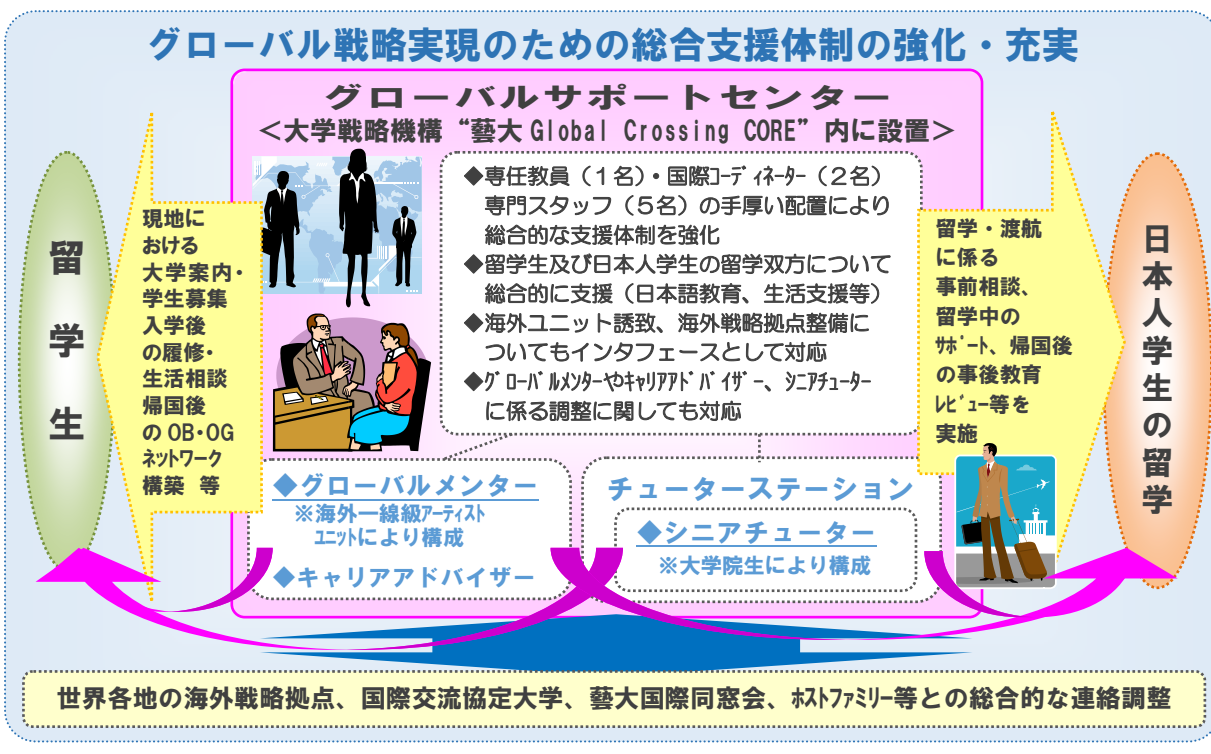 グローバル戦略実現のための総合支援体制の強化・充実
グローバルサポートセンター
＜大学戦略機構“藝大 Global Crossing CORE”内に設置＞
◆専任教員（１名）・国際ｺｰﾃﾞｨﾈｰﾀｰ（２名）
専門スタッフ（５名）の手厚い配置により
総合的な支援体制を強化
◆留学生及び日本人学生の留学双方について
総合的に支援（日本語教育、生活支援等）
◆海外ユニット誘致、海外戦略拠点整備に
ついてもインタフェースとして対応
◆ｸﾞﾛｰﾊﾞﾙﾒﾝﾀｰやｷｬﾘｱｱﾄﾞﾊﾞｲｻﾞｰ、ｼﾆｱﾁｭｰﾀｰ
に係る調整に関しても対応
留学生
現地に
おける
大学案内・
学生募集
入学後
の履修・
生活相談
帰国後
の OB・OG
ﾈｯﾄﾜｰｸ
構築 等
留学・渡航
に係る
事前相談、
留学中の
ｻﾎﾟｰﾄ、帰国後
の事後教育
ﾚﾋﾞｭｰ等を
実施
日本人学生の留学
◆グローバルメンター
※海外一線級ｱｰﾃｨｽﾄ
ﾕﾆｯﾄにより構成
◆キャリアアドバイザー
チューターステーション
◆シニアチューター
※大学院生により構成
世界各地の海外戦略拠点、国際交流協定大学、藝大国際同窓会、ﾎｽﾄﾌｧﾐﾘｰ等との総合的な連絡調整